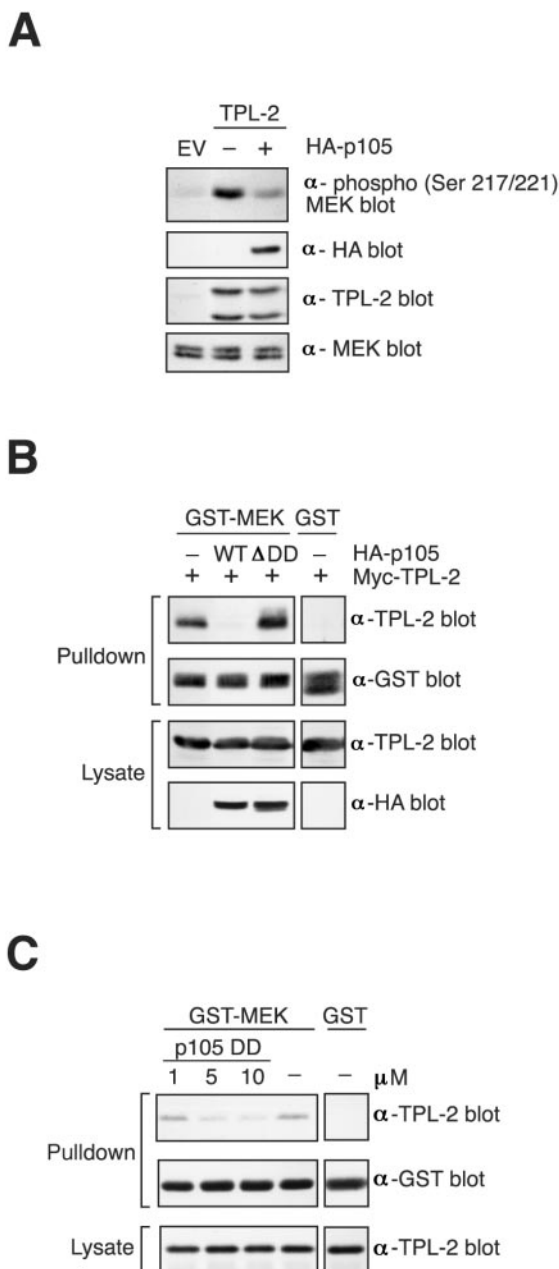 A
TPL-2
EV – + HA-p105
α- phospho (Ser 217/221)
MEK blot
α- HA blot
α- TPL-2 blot
α- MEK blot
B
GST-MEK GST
– WT ΔDD – HA-p105
+ + + + Myc-TPL-2
α-TPL-2 blot
Pulldown
α-GST blot
α-TPL-2 blot
Lysate
α-HA blot
C
GST-MEK GST
p105 DD
1 5 10 – – μM
α-TPL-2 blot
Pulldown
α-GST blot
Lysate α-TPL-2 blot